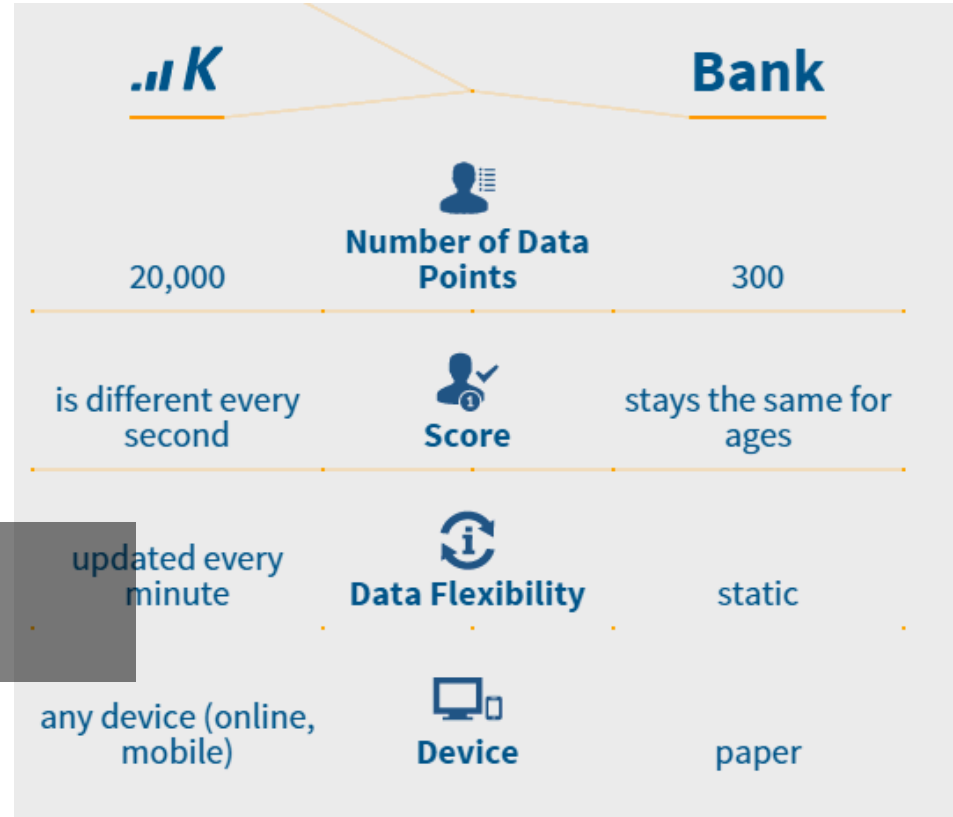 K
Bank
Number of Data
Points
20,000
300
is different every
second
Score
stays the same for
ages
updated every
minute
Data Flexibility
static
any device (online,
mobile)
Device
paper